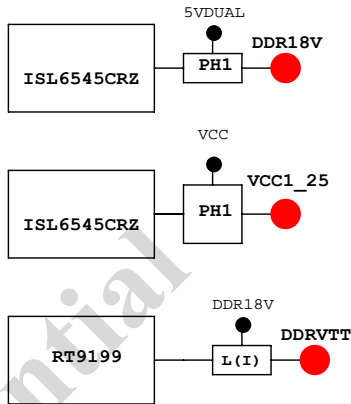 5VDUAL
DDR18V
ISL6545CRZ
PH1
VCC
VCC1_25
ISL6545CRZ
PH1
DDR18V
DDRVTT
RT9199
L(I)
ntial